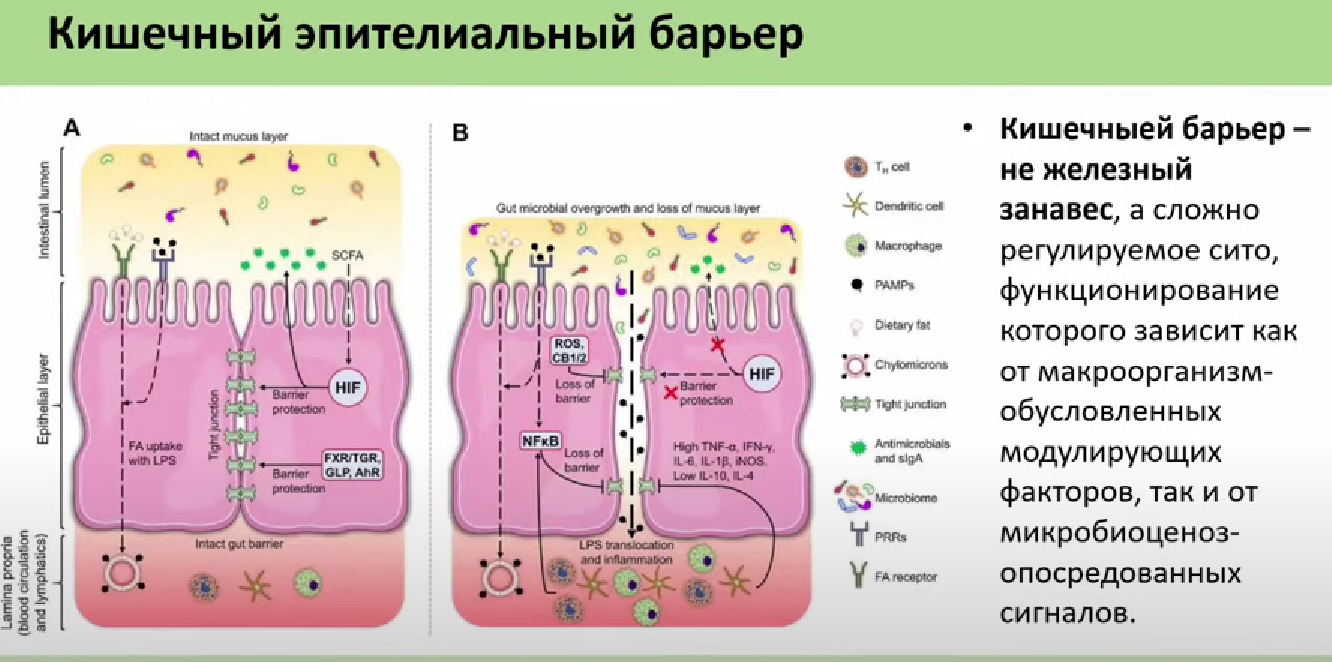 Кишечный эпителиальный барьер
A
Intact mucus layer
Intestinal lumen
SCFA
Epithelial layer
HIF
Barrier
protection
Tight junction
FA uptake
with LPS
FXR/TGR,
GLP, AhR
Barrier
protection
Intact gut barrier
Lamina propria
(blood circulation
and lymphatics)
B
Gut microbial overgrowth and loss of mucus layer
ROS,
CB1/2
Loss of
barrier
HIF
Barrier
protection
NFκB
Loss of
barrier
High TNF-α, IFN-γ,
IL-6, IL-1β, iNOS.
Low IL-10, IL-4
LPS translocation
and inflammation
TH cell
Dendritic cell
Macrophage
PAMPs
Dietary fat
Chylomicrons
Tight junction
Antimicrobials
and sIgA
Microbiome
PRRs
FA receptor
• Кишечныей барьер –
не железный
занавес, а сложно
регулируемое сито,
функционирование
которого зависит как
от макроорганизм-
обусловленных
модулирующих
факторов, так и от
микробиоценоз-
опосредованных
сигналов.